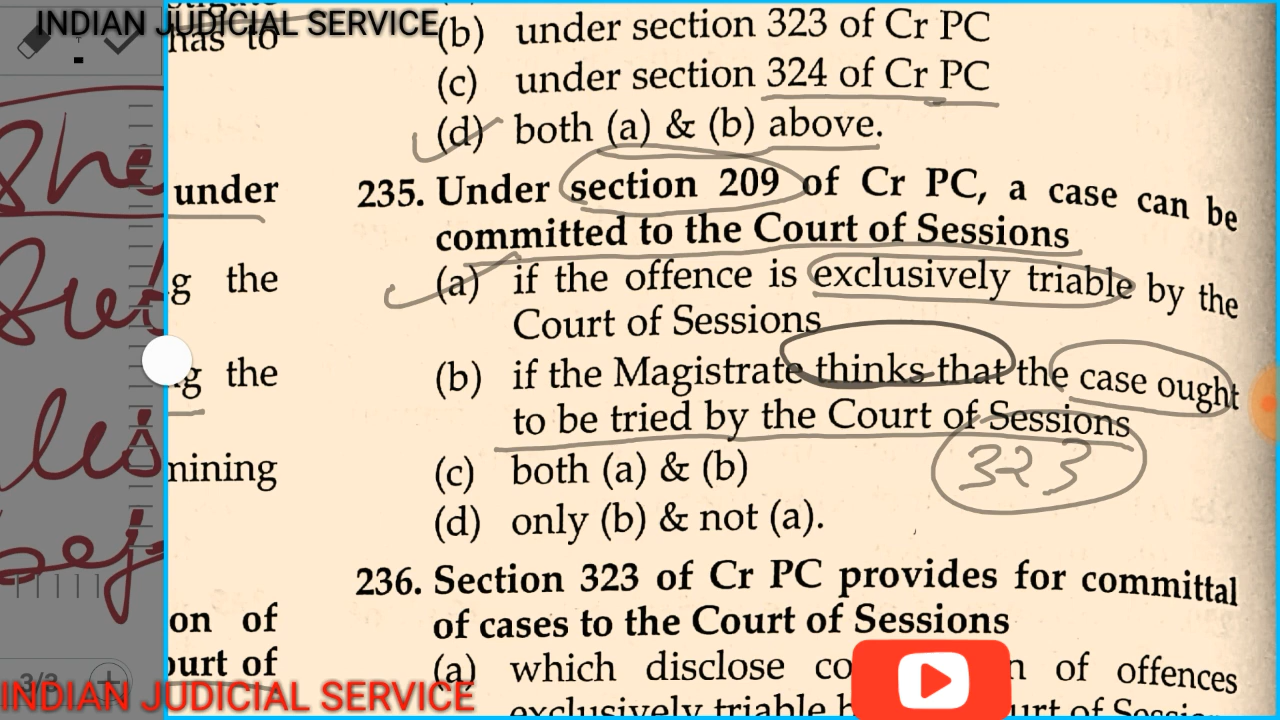 INDIAN JUDICIAL SERVICE
has to
(b) under section 323 of Cr PC
(c) under section 324 of Cr PC
(d) both (a) & (b) above.
under
g the
the
mining
on of
ourt of
235. Under section 209 of Cr PC, a case can be
committed to the Court of Sessions
(a) if the offence is exclusively triable by the
Court of Sessions
(b) if the Magistrate thinks that the case ought
to be tried by the Court of Sessions
323
(c) both (a) & (b)
(d) only (b) & not (a).
236. Section 323 of Cr PC provides for committal
of cases to the Court of Sessions
(a) which disclose co n of offences
exclusively triable
3/3
INDIAN JUDICIAL SERVICE